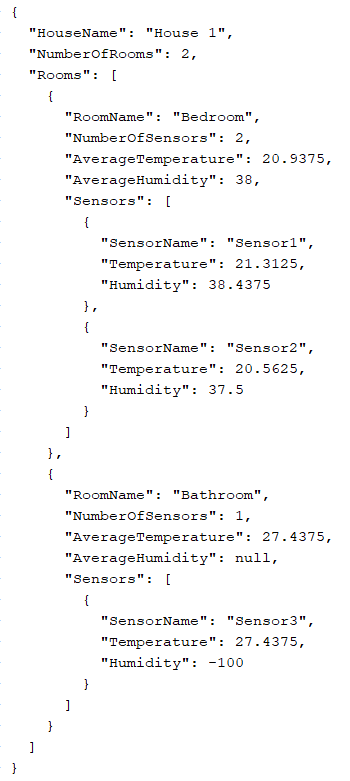 {
  "HouseName": "House 1",
  "NumberOfRooms": 2,
  "Rooms": [
    {
      "RoomName": "Bedroom",
      "NumberOfSensors": 2,
      "AverageTemperature": 20.9375,
      "AverageHumidity": 38,
      "Sensors": [
        {
          "SensorName": "Sensor1",
          "Temperature": 21.3125,
          "Humidity": 38.4375
        },
        {
          "SensorName": "Sensor2",
          "Temperature": 20.5625,
          "Humidity": 37.5
        }
      ]
    },
    {
      "RoomName": "Bathroom",
      "NumberOfSensors": 1,
      "AverageTemperature": 27.4375,
      "AverageHumidity": null,
      "Sensors": [
        {
          "SensorName": "Sensor3",
          "Temperature": 27.4375,
          "Humidity": -100
        }
      ]
    }
  ]
}